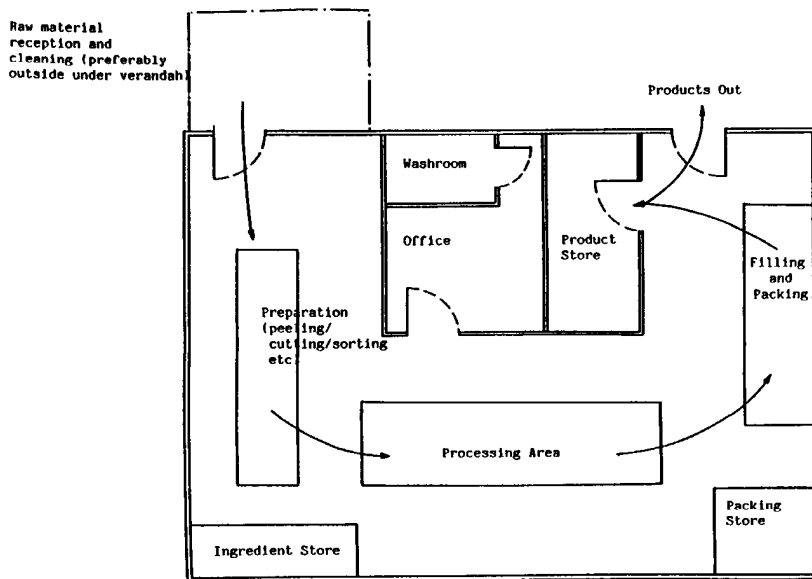 Raw material
reception and
cleaning (preferably
outside under verandah)
Products Out
Washroom
Office
Product
Store
Filling
and
Packing
Preparation
(peeling/
cutting/sorting
etc
Processing Area
Packing
Store
Ingredient Store